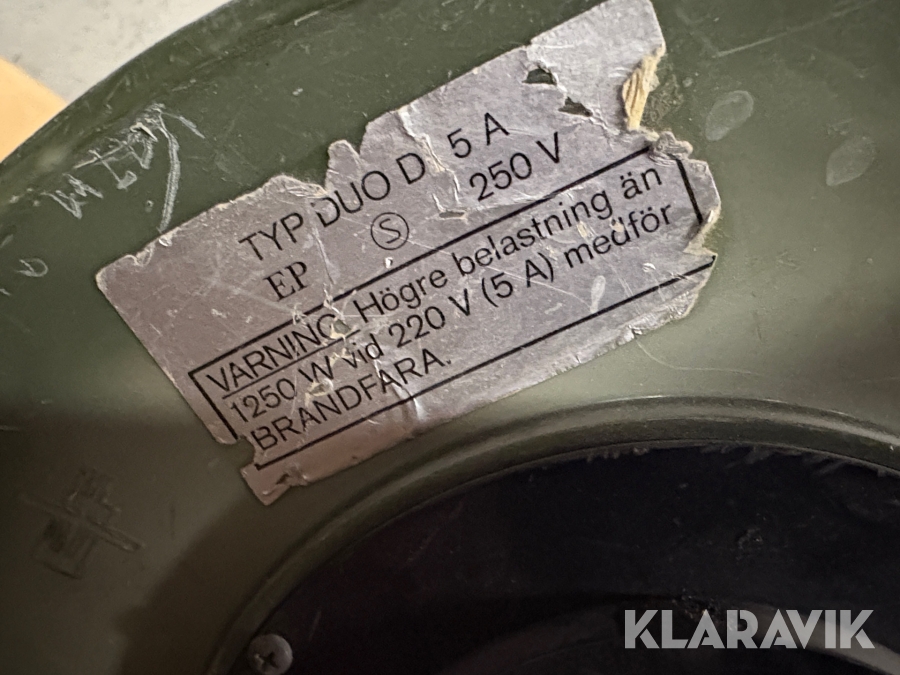 TYP DUO D 5 A
EP S 250 V
VARNING. Högre belastning än
1250 W vid 220 V (5 A) medför
BRANDFARA.
KLARAVIK